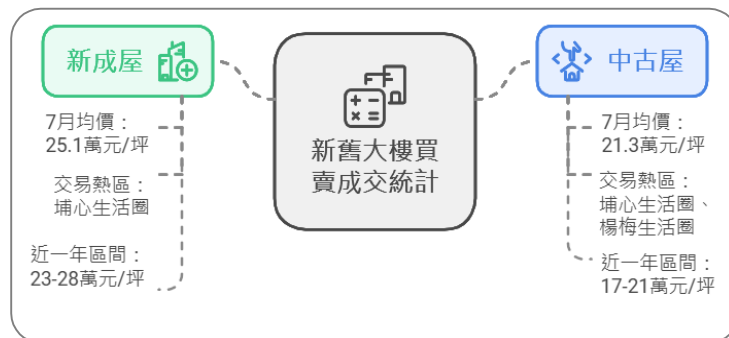 新成屋
7月均價：
25.1萬元/坪
交易熱區：
埔心生活圈
近一年區間：
23-28萬元/坪
新舊大樓買
賣成交統計
中古屋
7月均價：
21.3萬元/坪
交易熱區：
埔心生活圈、
楊梅生活圈
近一年區間：
17-21萬元/坪